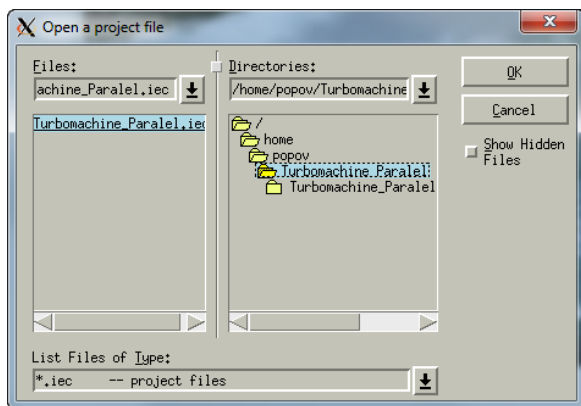 Open a project file
Files:
achine_Paralel.iec
Turbomachine_Paralel.iec
Directories:
/home/popov/Turbomachine
/
home
popov
Turbomachine_Paralel
Turbomachine_Paralel
OK
Cancel
Show Hidden
Files
List Files of Type:
*.iec -- project files